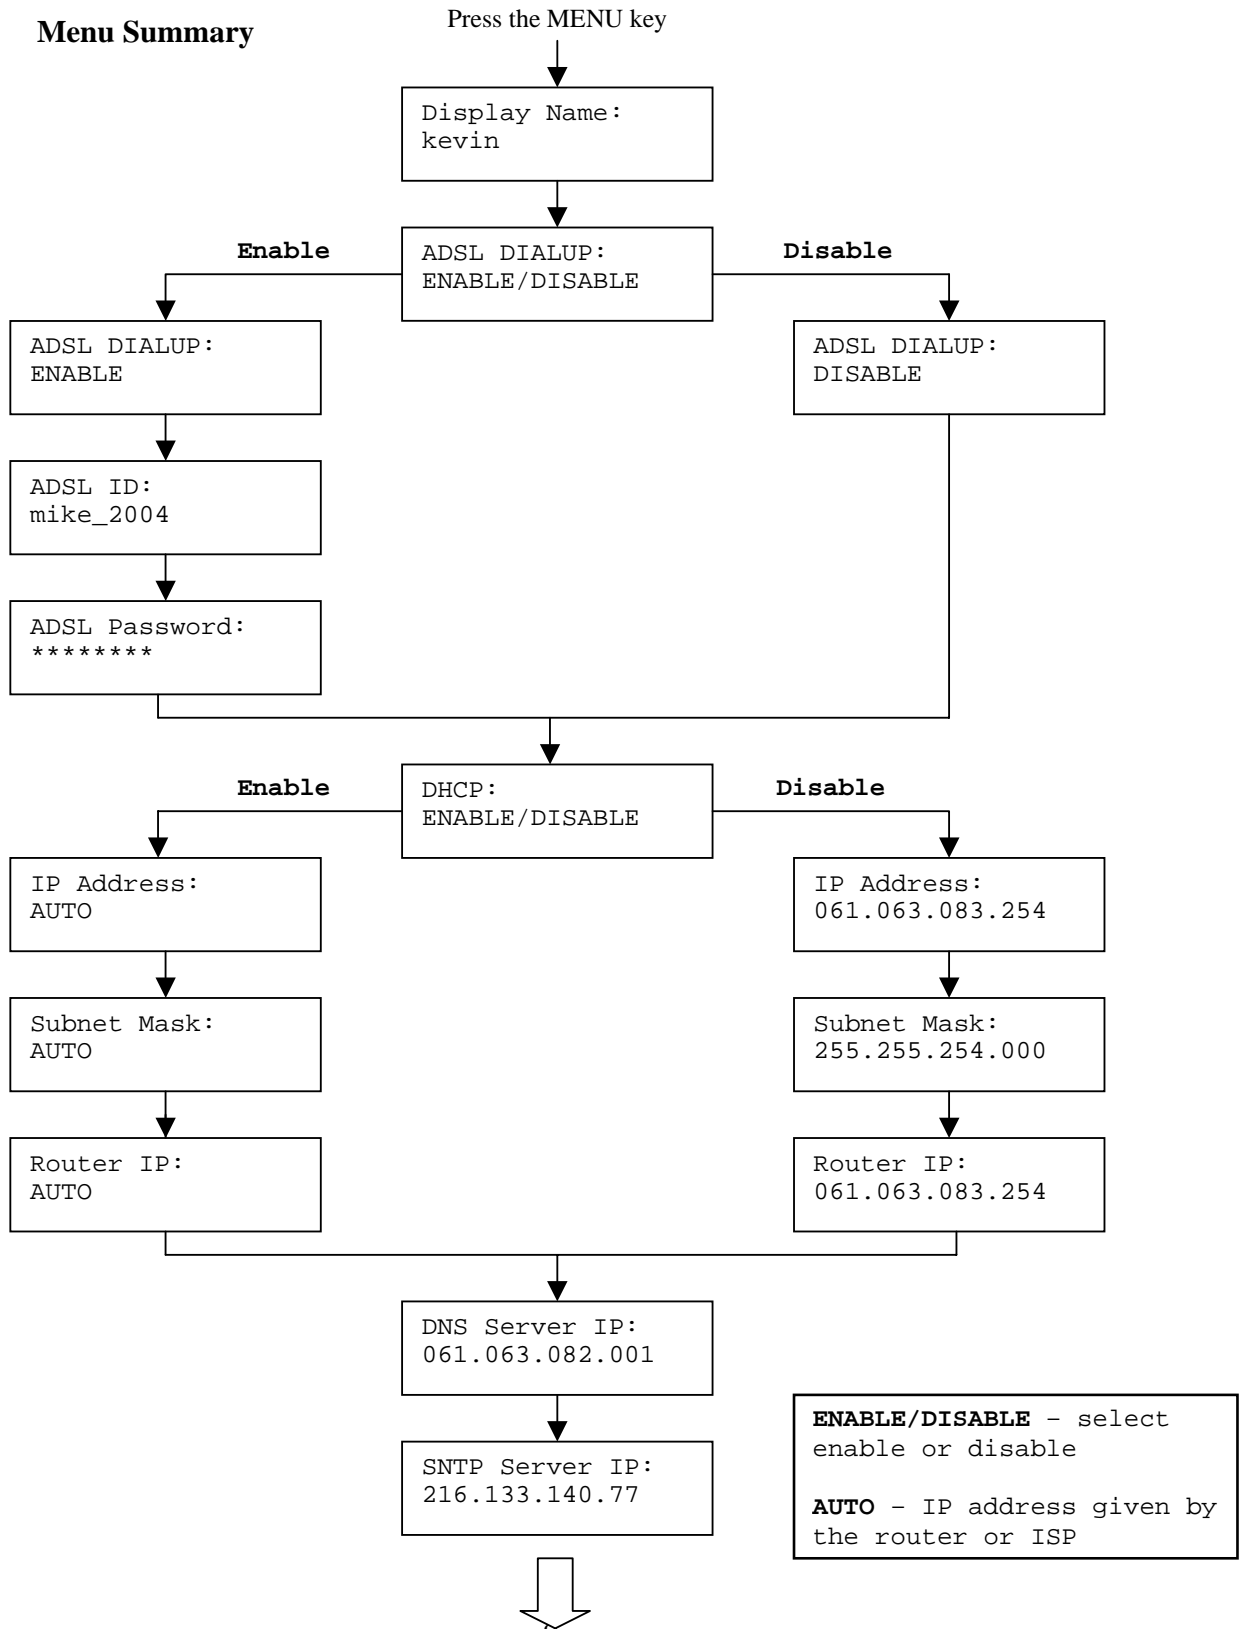 Menu Summary
Press the MENU key
Display Name:
kevin
Enable
ADSL DIALUP:
ENABLE/DISABLE
Disable
ADSL DIALUP:
ENABLE
ADSL DIALUP:
DISABLE
ADSL ID:
mike_2004
ADSL Password:
********
Enable
DHCP:
ENABLE/DISABLE
Disable
IP Address:
AUTO
IP Address:
061.063.083.254
Subnet Mask:
AUTO
Subnet Mask:
255.255.254.000
Router IP:
AUTO
Router IP:
061.063.083.254
DNS Server IP:
061.063.082.001
SNTP Server IP:
216.133.140.77
ENABLE/DISABLE – select
enable or disable
AUTO – IP address given by
the router or ISP